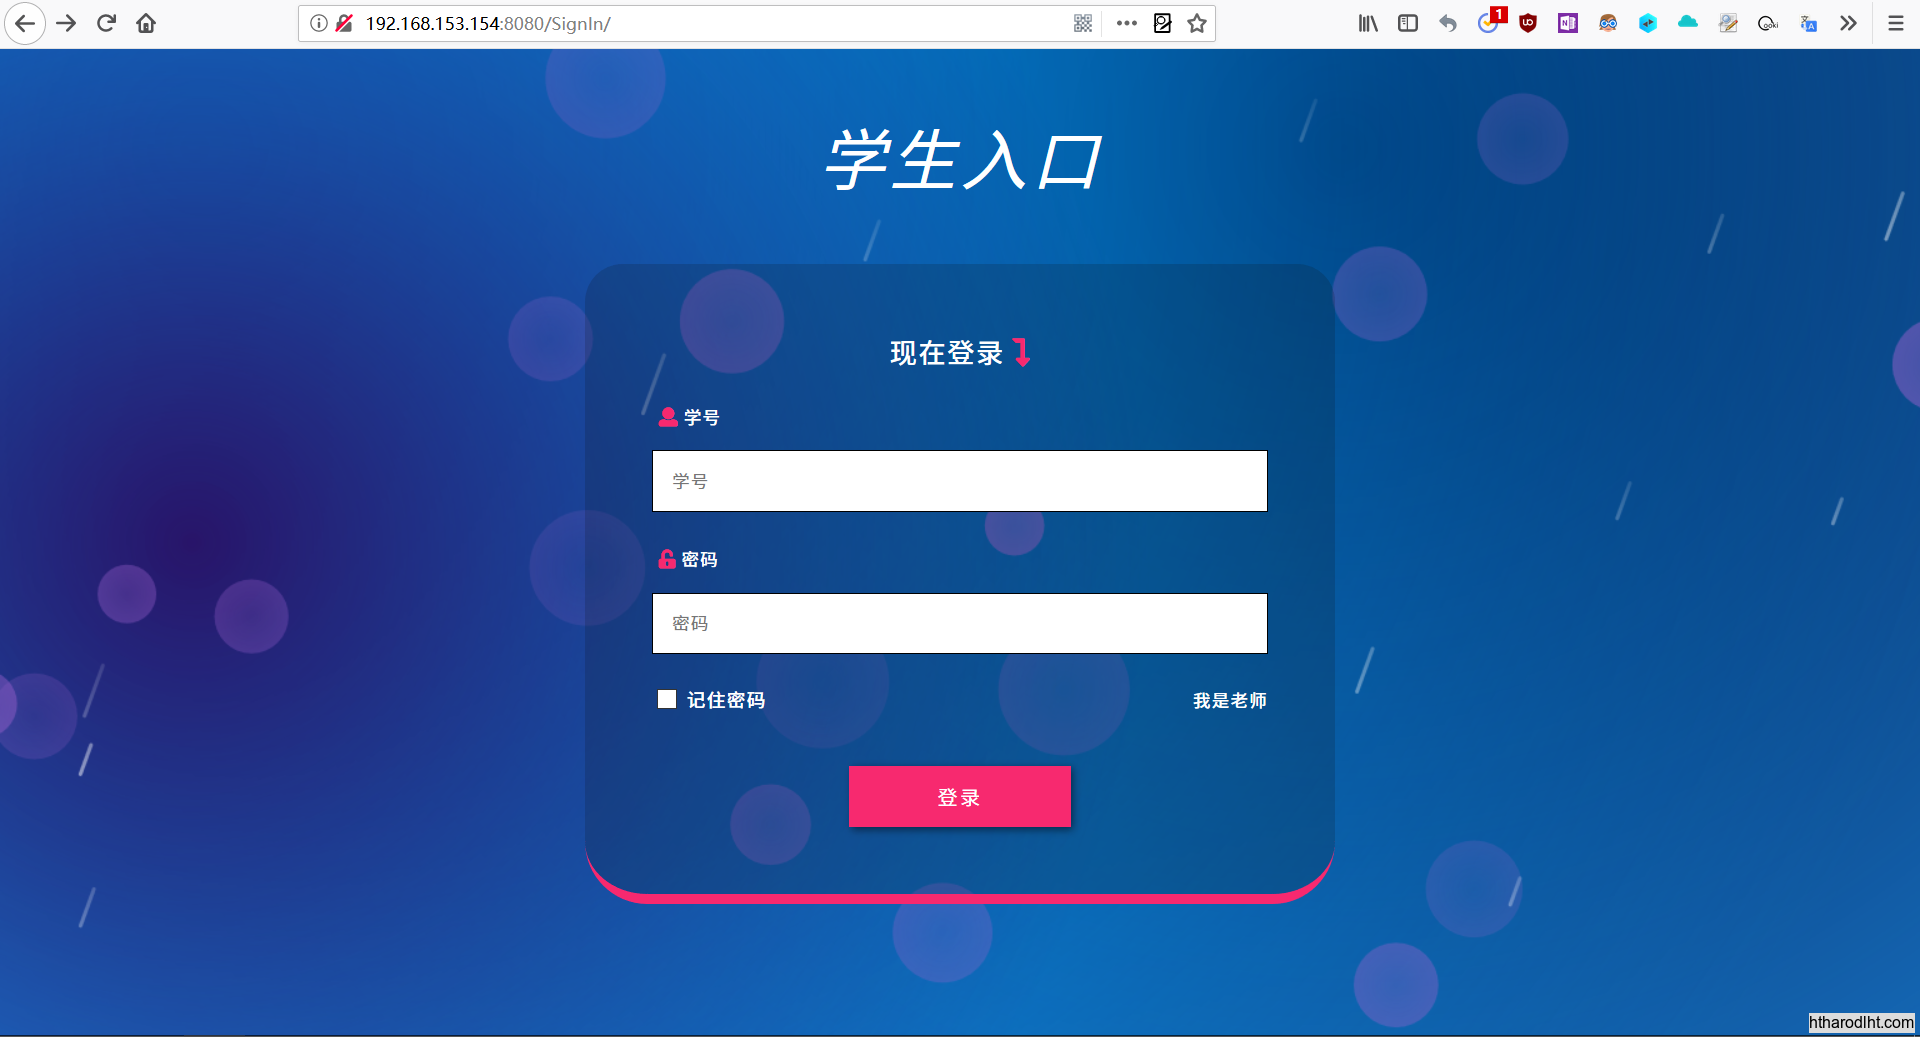 192.168.153.154:8080/SignIn/
1
学生入口
现在登录
学号
学号
密码
密码
记住密码
我是老师
登录
htharodlht.com